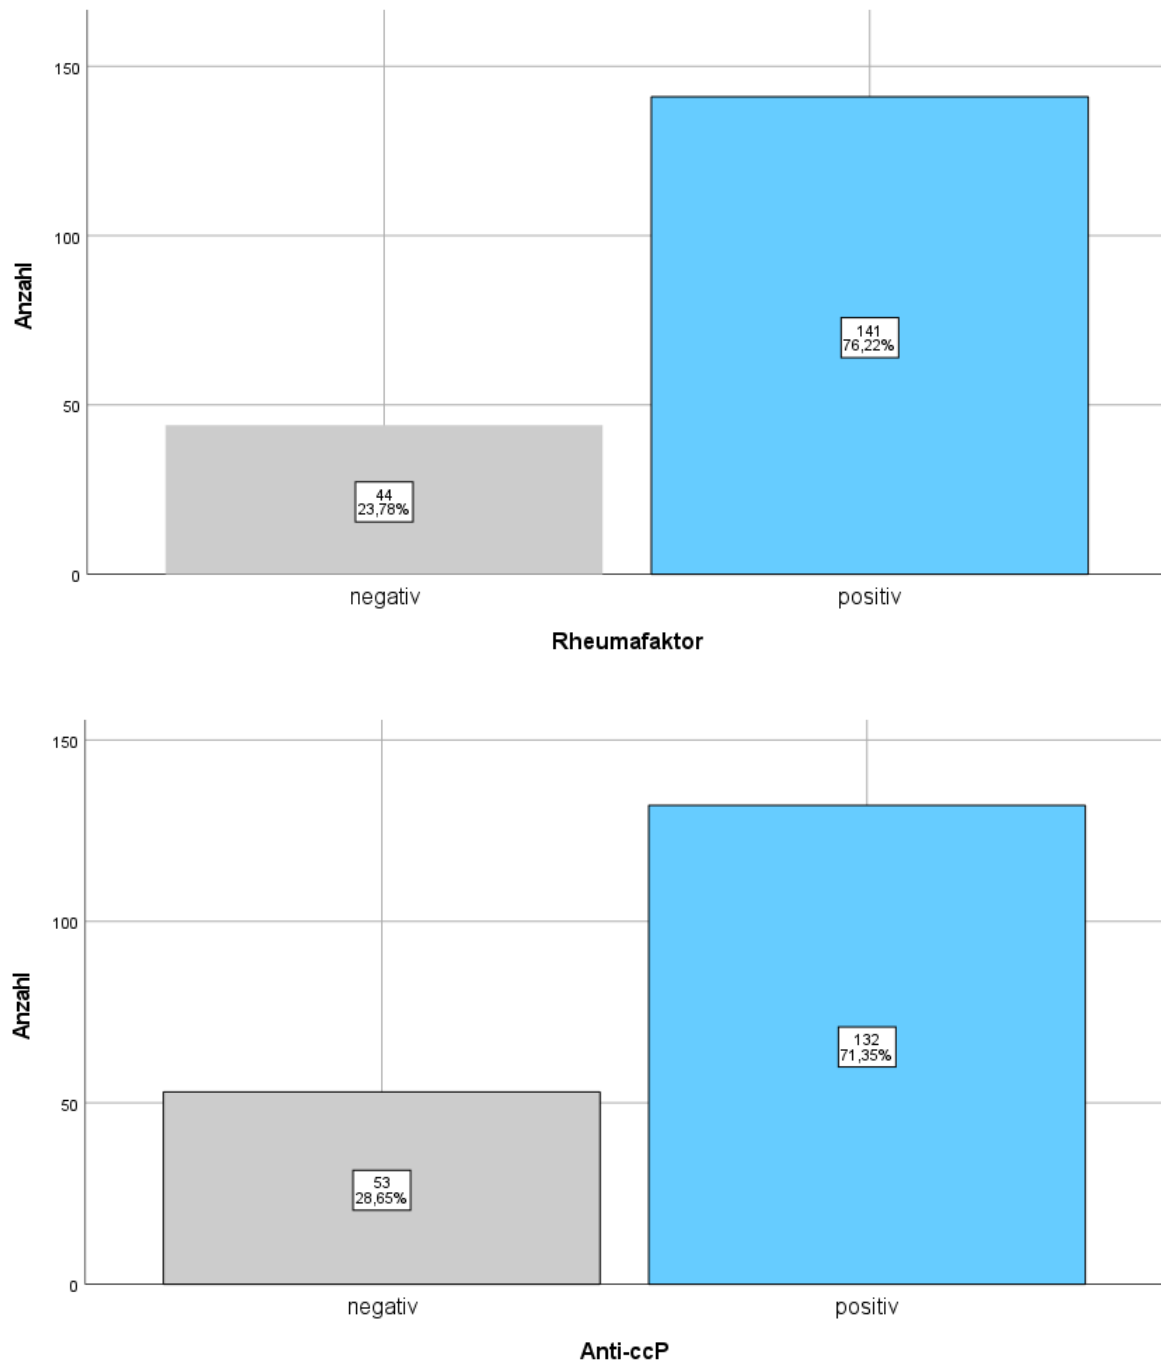 150
100
50
0
Anzahl
44
23,78%
141
76,22%
negativ
positiv
Rheumafaktor
150
100
50
0
Anzahl
53
28,65%
132
71,35%
negativ
positiv
Anti-ccP